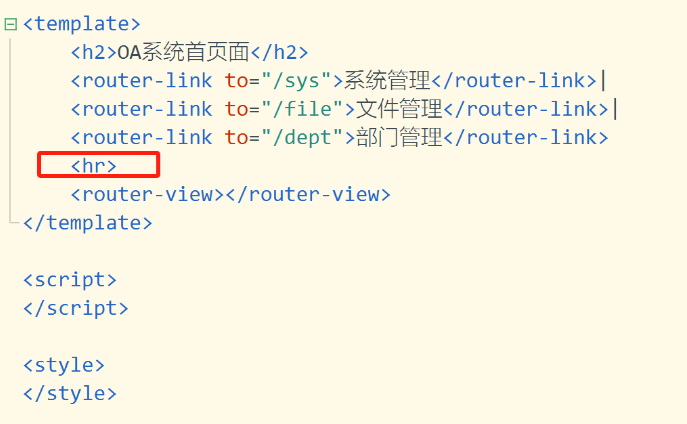 <template>
<h2>OA系统首页面</h2>
<router-link to="/sys">系统管理</router-link>|
<router-link to="/file">文件管理</router-link>|
<router-link to="/dept">部门管理</router-link>
<hr>
<router-view></router-view>
</template>
<script>
</script>
<style>
</style>